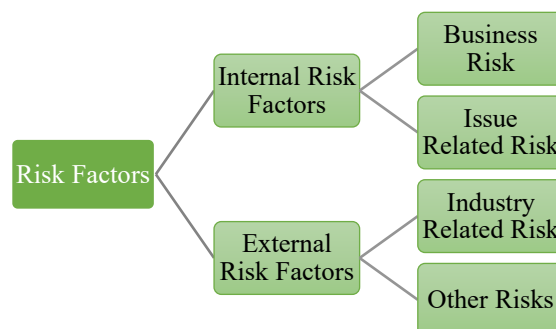 Business
Risk
Internal Risk
Factors
Issue
Related Risk
Risk Factors
Industry
Related Risk
External
Risk Factors
Other Risks